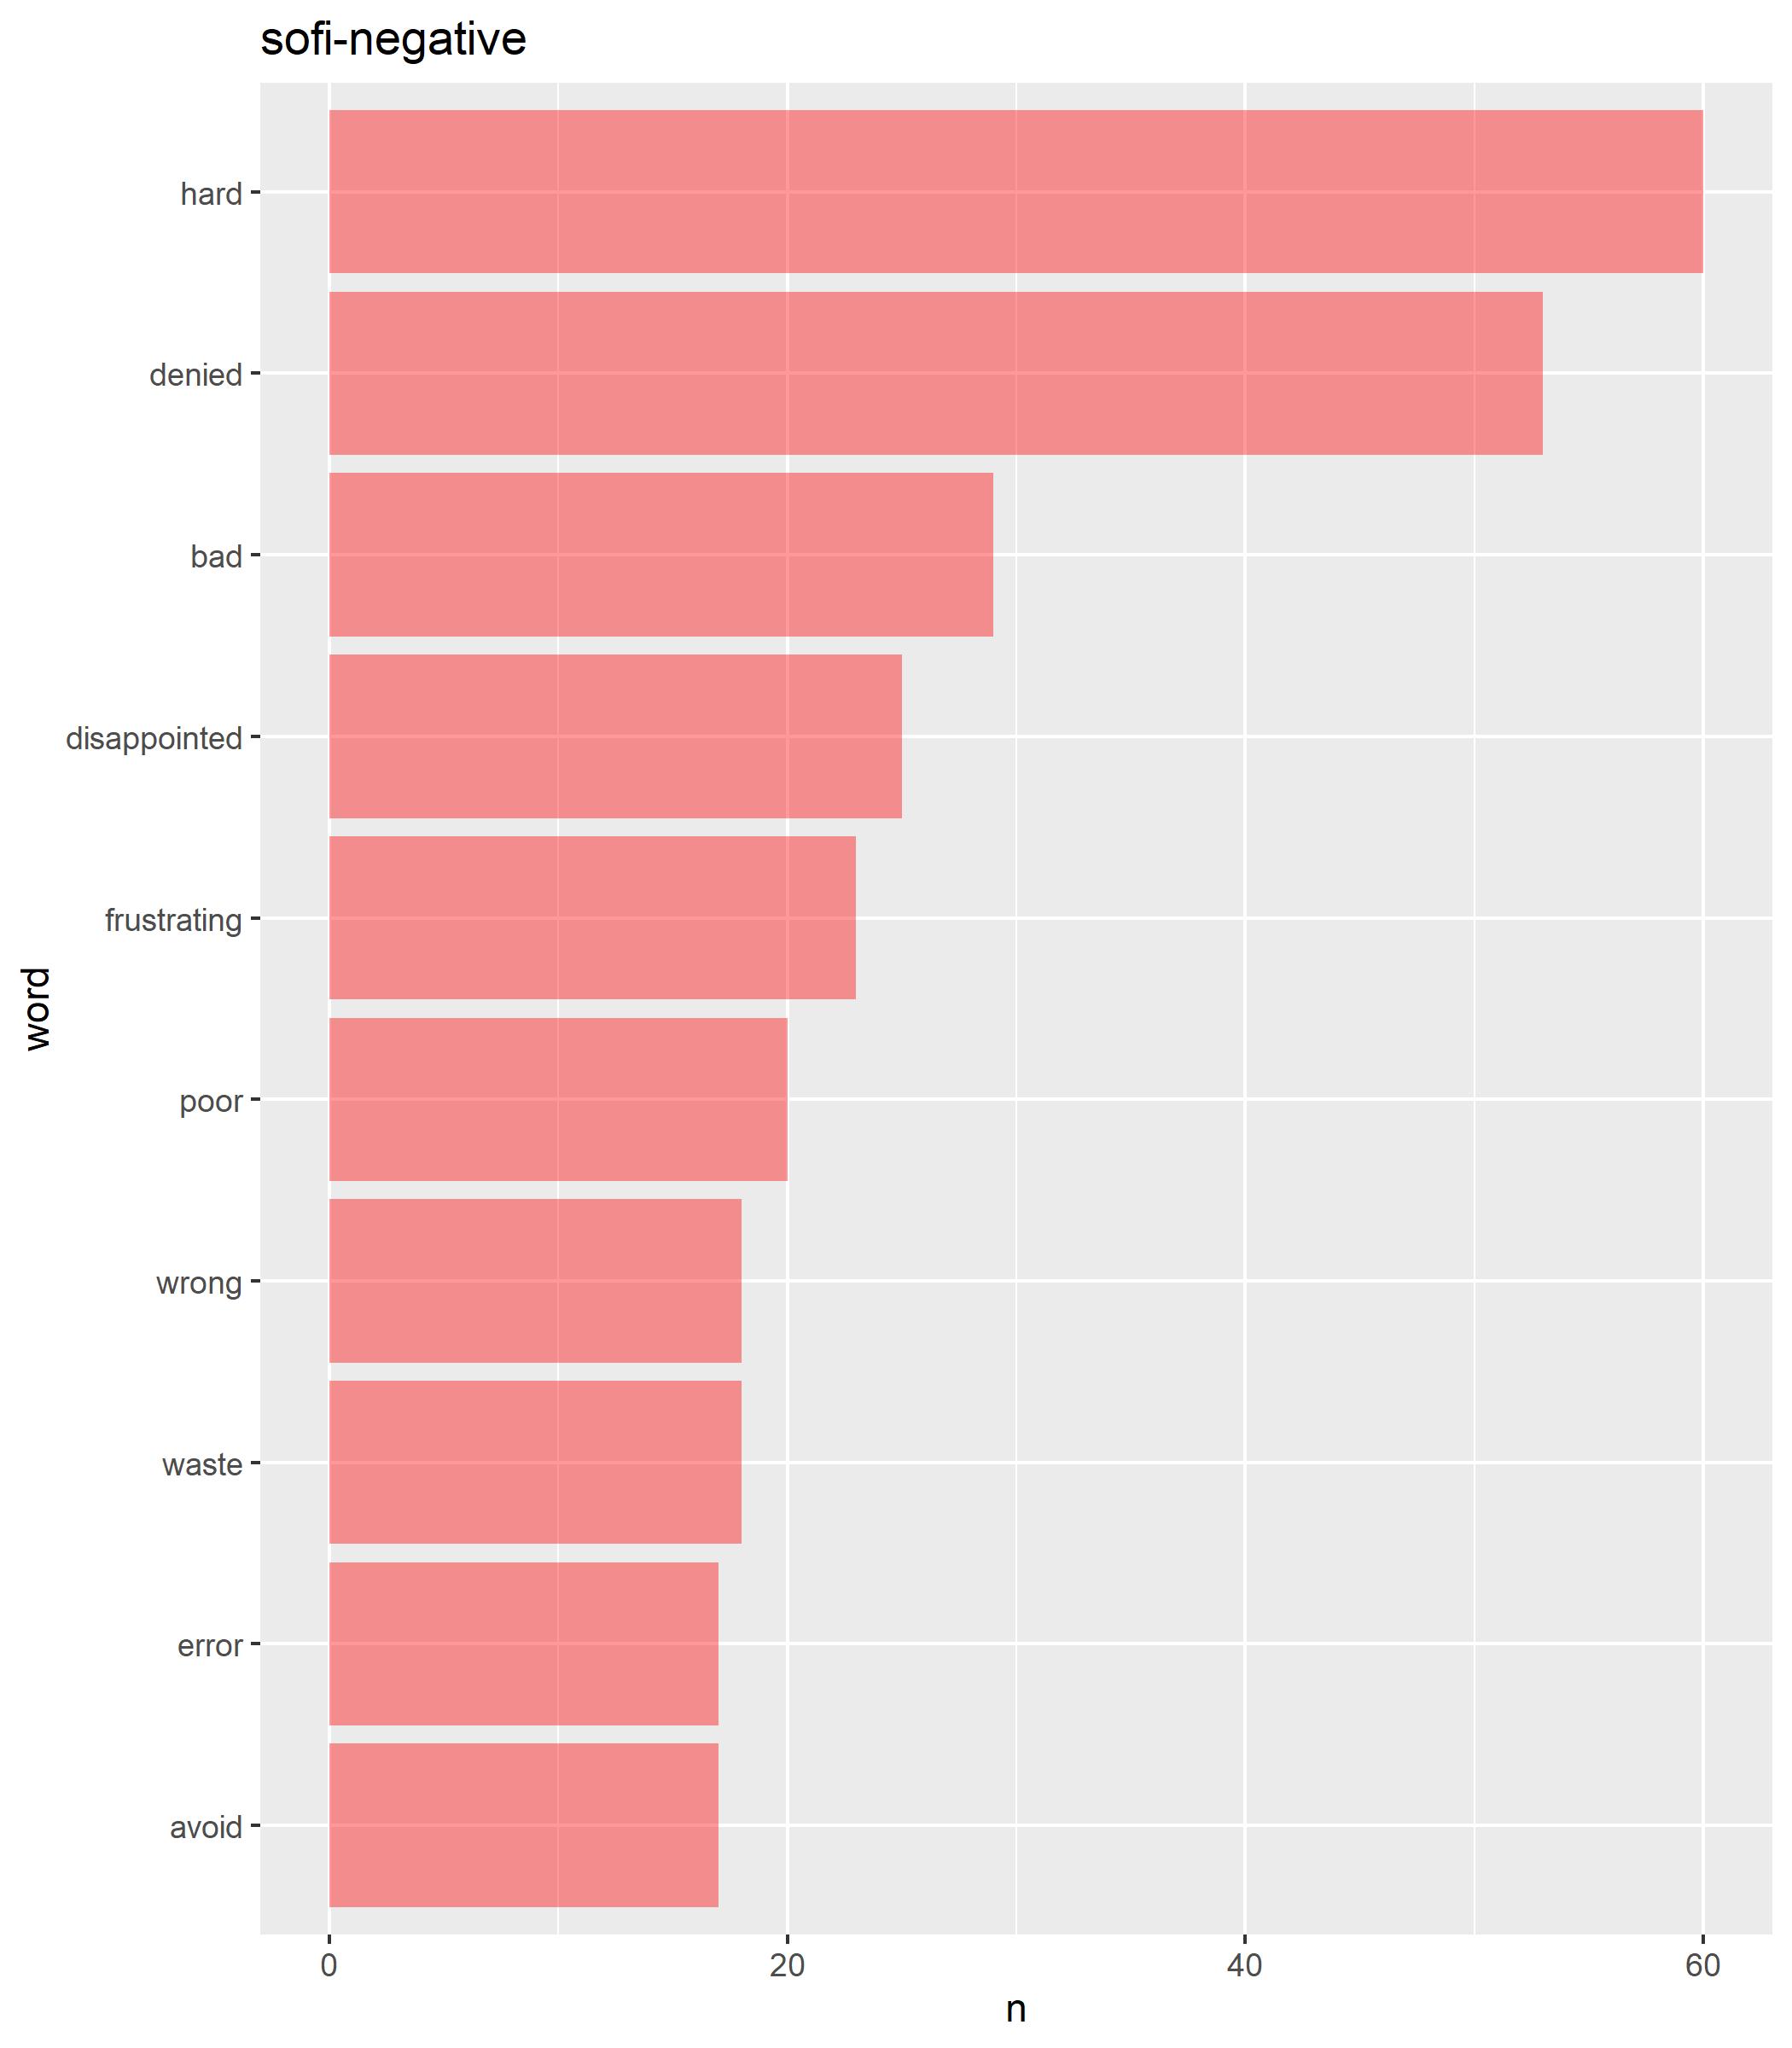 sofi-negative
hard
denied
bad
disappointed
frustrating
poor
wrong
waste
error
avoid
word
0 20 40 60
n